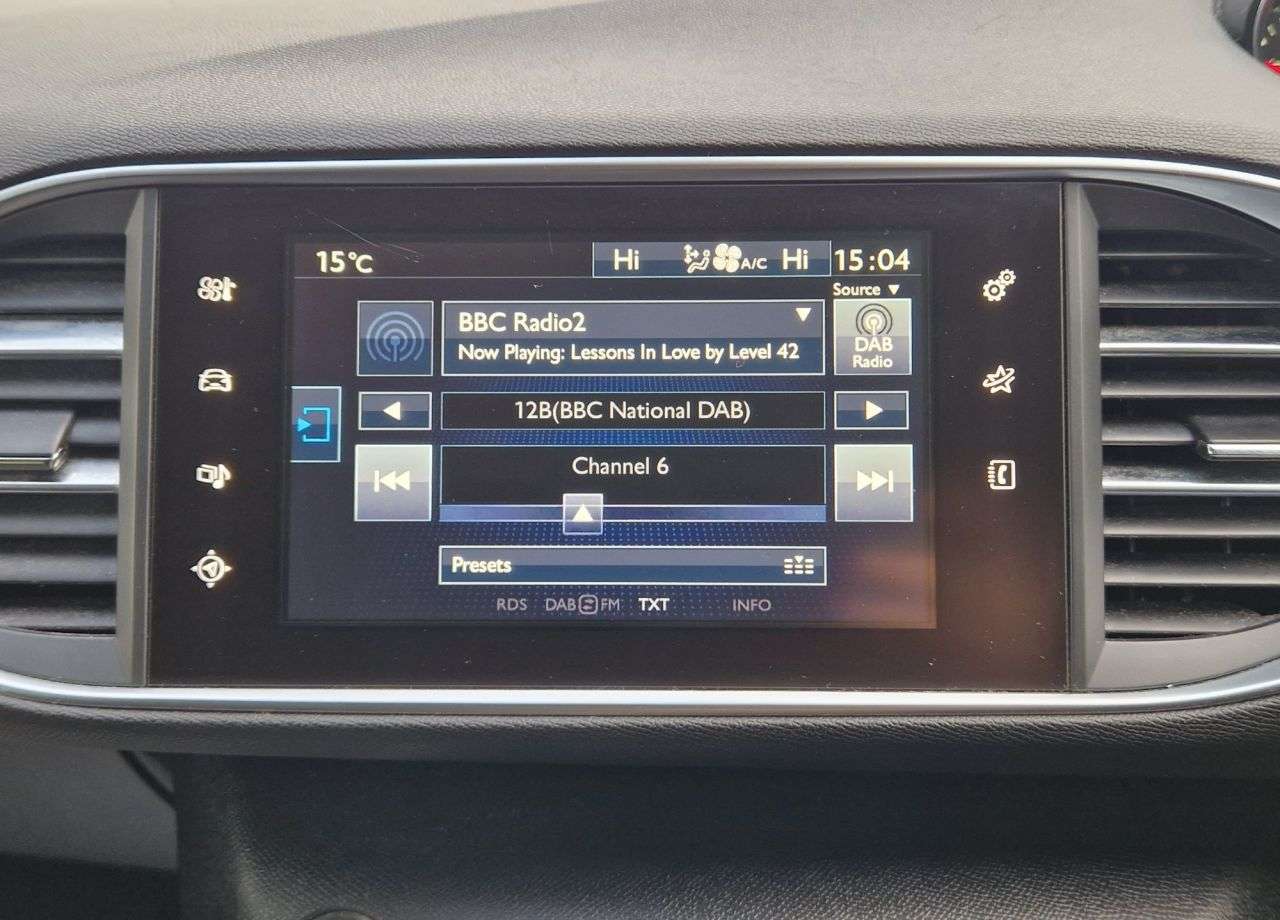 15°C
Hi A/C Hi
15:04
Source
BBC Radio2
Now Playing: Lessons In Love by Level 42
DAB
Radio
12B(BBC National DAB)
Channel 6
Presets
RDS DAB FM TXT INFO